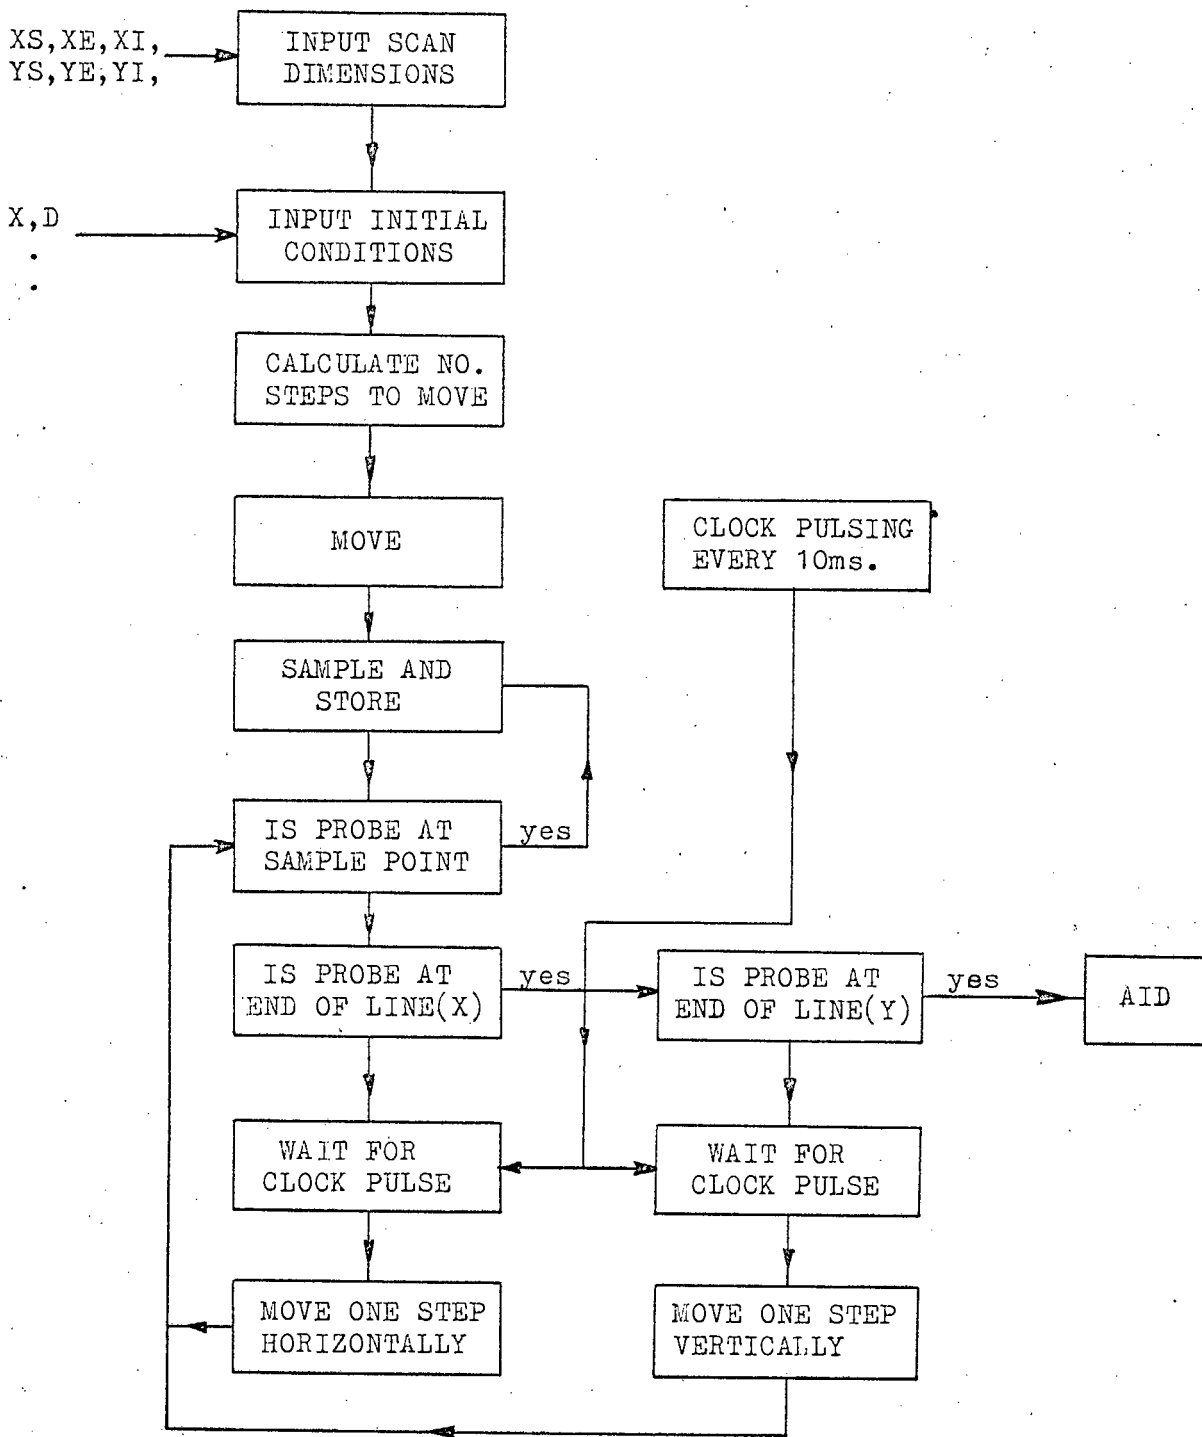 XS,XE,XI,
YS,YE,YI,
INPUT SCAN
DIMENSIONS
X,D
.
.
INPUT INITIAL
CONDITIONS
CALCULATE NO.
STEPS TO MOVE
MOVE
CLOCK PULSING
EVERY 10ms.
SAMPLE AND
STORE
IS PROBE AT
SAMPLE POINT
yes
IS PROBE AT
END OF LINE(X)
yes
IS PROBE AT
END OF LINE(Y)
yes
AID
WAIT FOR
CLOCK PULSE
WAIT FOR
CLOCK PULSE
MOVE ONE STEP
HORIZONTALLY
MOVE ONE STEP
VERTICALLY